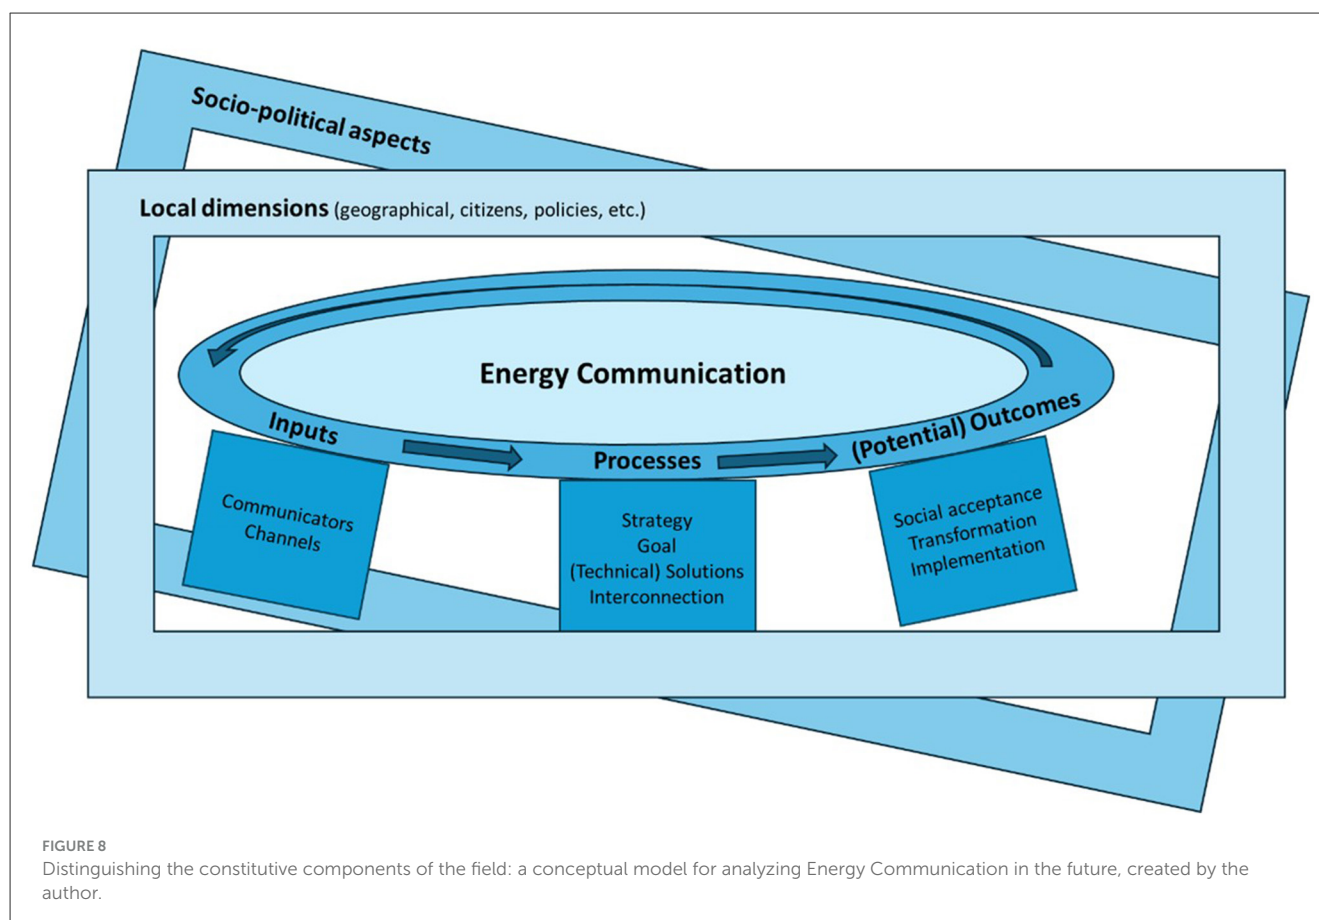 Socio-political aspects
Local dimensions (geographical, citizens, policies, etc.)
Energy Communication
Inputs
Processes
(Potential) Outcomes
Communicators
Channels
Strategy
Goal
(Technical) Solutions
Interconnection
Social acceptance
Transformation
Implementation
FIGURE 8
Distinguishing the constitutive components of the field: a conceptual model for analyzing Energy Communication in the future, created by the
author.